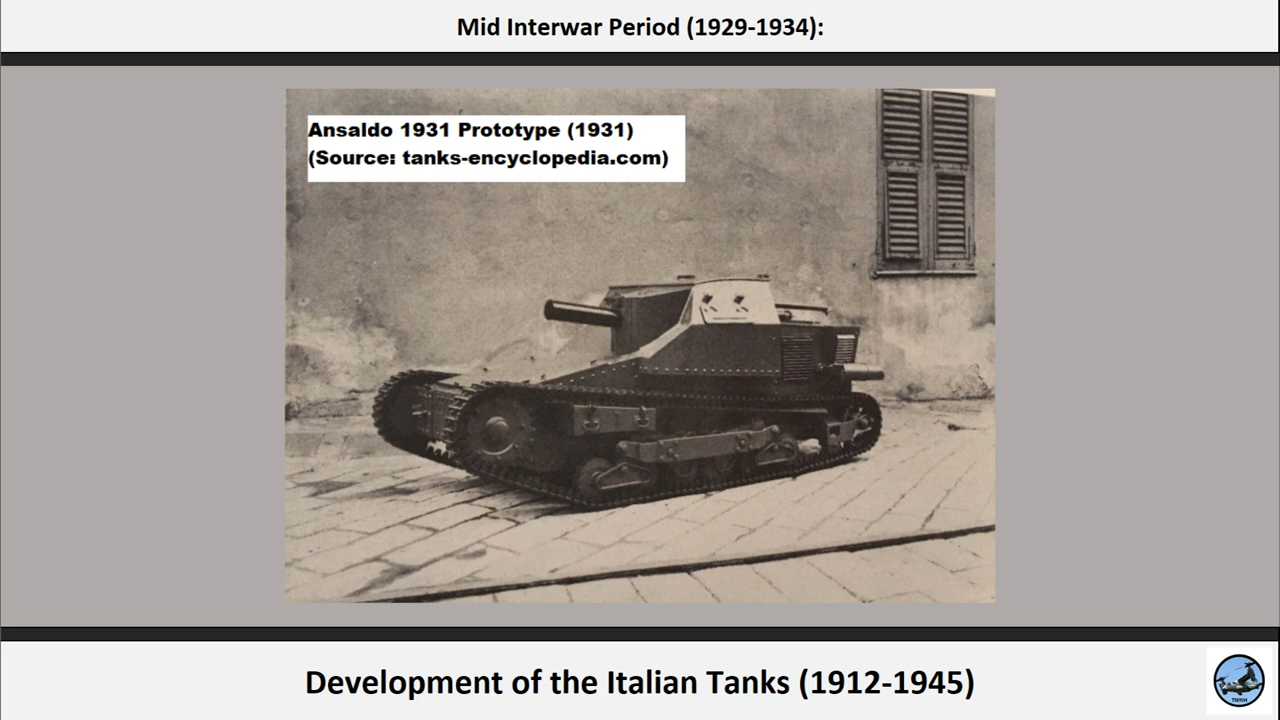 Mid Interwar Period (1929-1934):
Ansaldo 1931 Prototype (1931)
(Source: tanks-encyclopedia.com)
Development of the Italian Tanks (1912-1945)